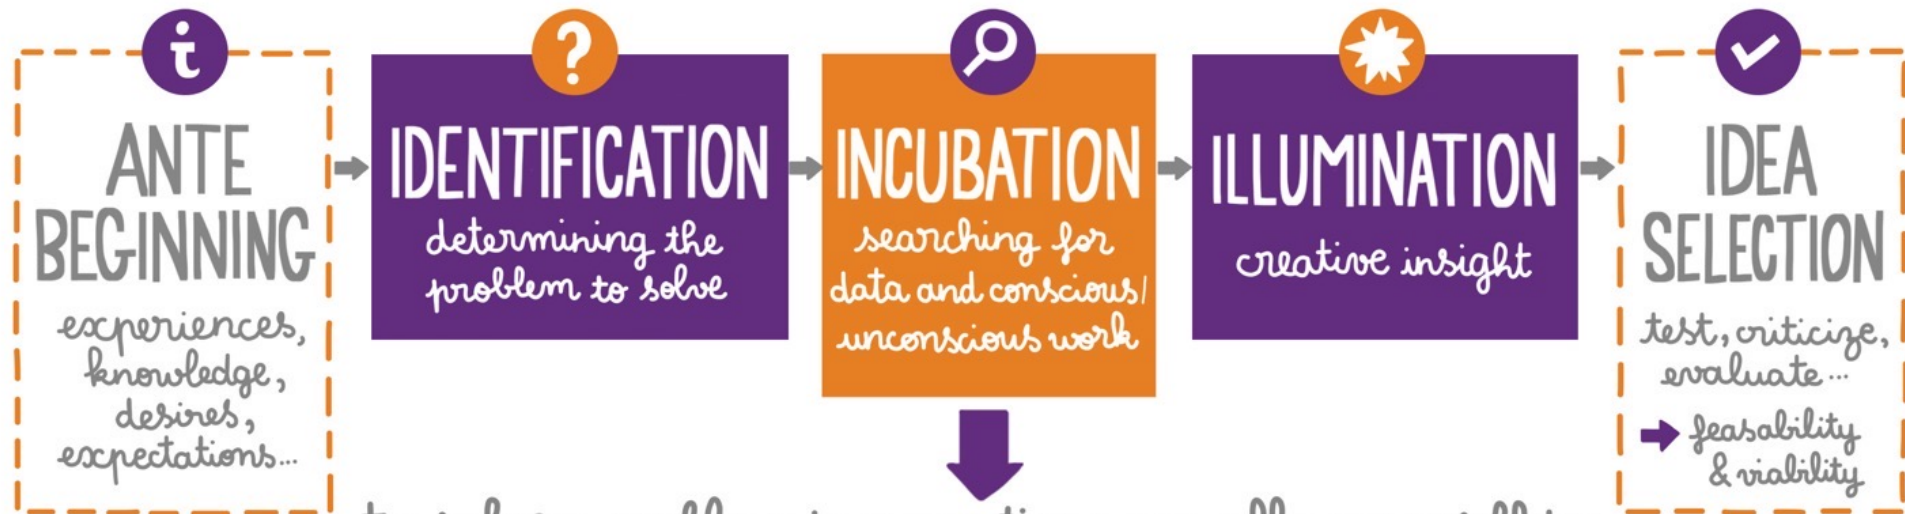 ANTE
BEGINNING
experiences,
knowledge,
desires,
expectations...
IDENTIFICATION
determining the
problem to solve
INCUBATION
searching for
data and conscious/
unconscious work
ILLUMINATION
creative insight
IDEA
SELECTION
test, criticize,
evaluate...
feasability
& viability